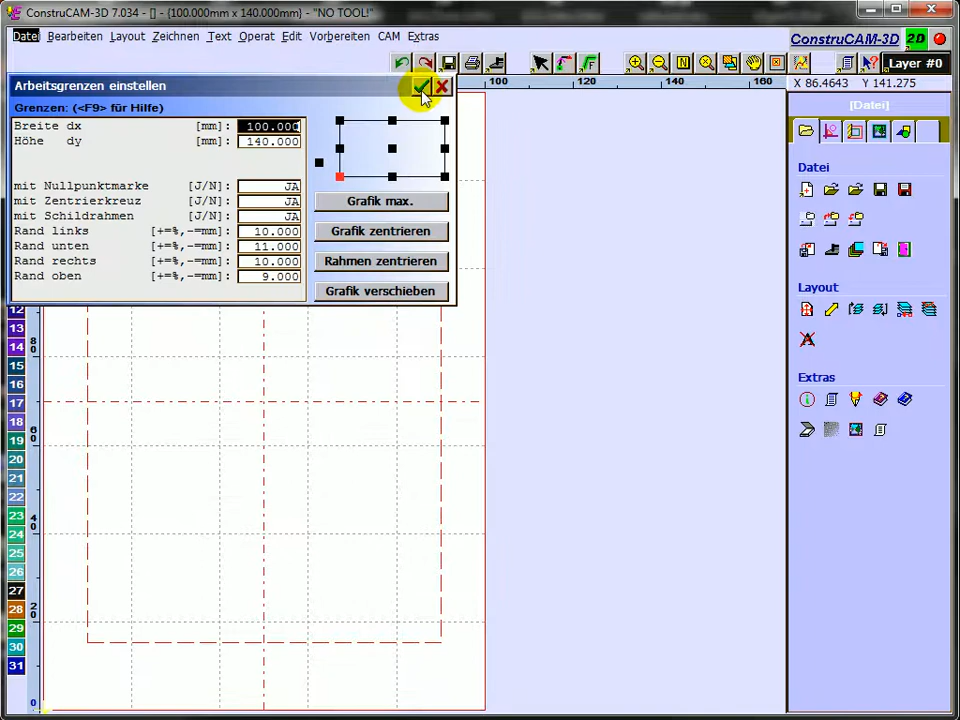 ConstruCAM-3D 7.034 - [] - {100.000mm x 140.000mm} - "NO TOOL!"
Datei Bearbeiten Layout Zeichnen Text Operat Edit Vorbereiten CAM Extras
ConstruCAM-3D 2D
Layer #0
Arbeitsgrenzen einstellen
100 120 140 160
X 86.4643 Y 141.275
Grenzen: (<F9> für Hilfe)
[Datei]
Breite dx [mm]: 100.000
Höhe dy [mm]: 140.000
mit Nullpunktmarke [J/N]: JA
mit Zentrierkreuz [J/N]: JA
mit Schildrahmen [J/N]: JA
Rand links [+=%,-=mm]: 10.000
Rand unten [+=%,-=mm]: 11.000
Rand rechts [+=%,-=mm]: 10.000
Rand oben [+=%,-=mm]: 9.000
Grafik max.
Grafik zentrieren
Rahmen zentrieren
Grafik verschieben
Datei
Layout
Extras
12
13
14
15
16
17
18
19
20
21
22
23
24
25
26
27
28
29
30
31
80
60
40
20
0